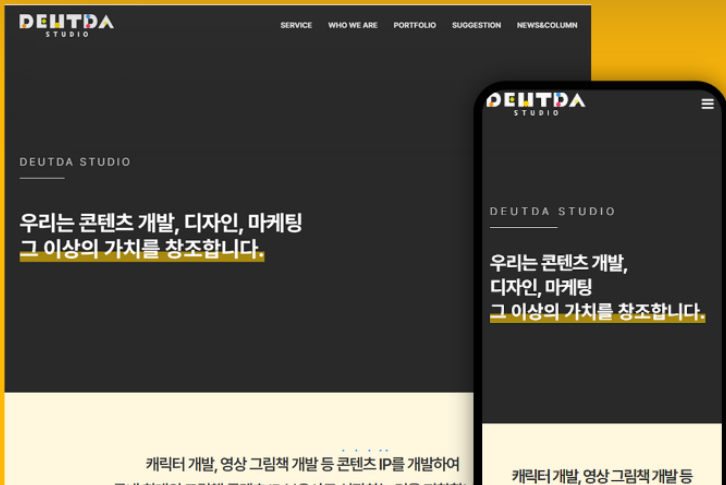 DEUTDA
STUDIO
SERVICE WHO WE ARE PORTFOLIO SUGGESTION NEWS&COLUMN
DEUTDA STUDIO
우리는 콘텐츠 개발, 디자인, 마케팅
그 이상의 가치를 창조합니다.
캐릭터 개발, 영상 그림책 개발 등 콘텐츠 IP를 개발하여
DEUTDA
STUDIO
DEUTDA STUDIO
우리는 콘텐츠 개발,
디자인, 마케팅
그 이상의 가치를 창조합니다.
캐릭터 개발, 영상 그림책 개발 등